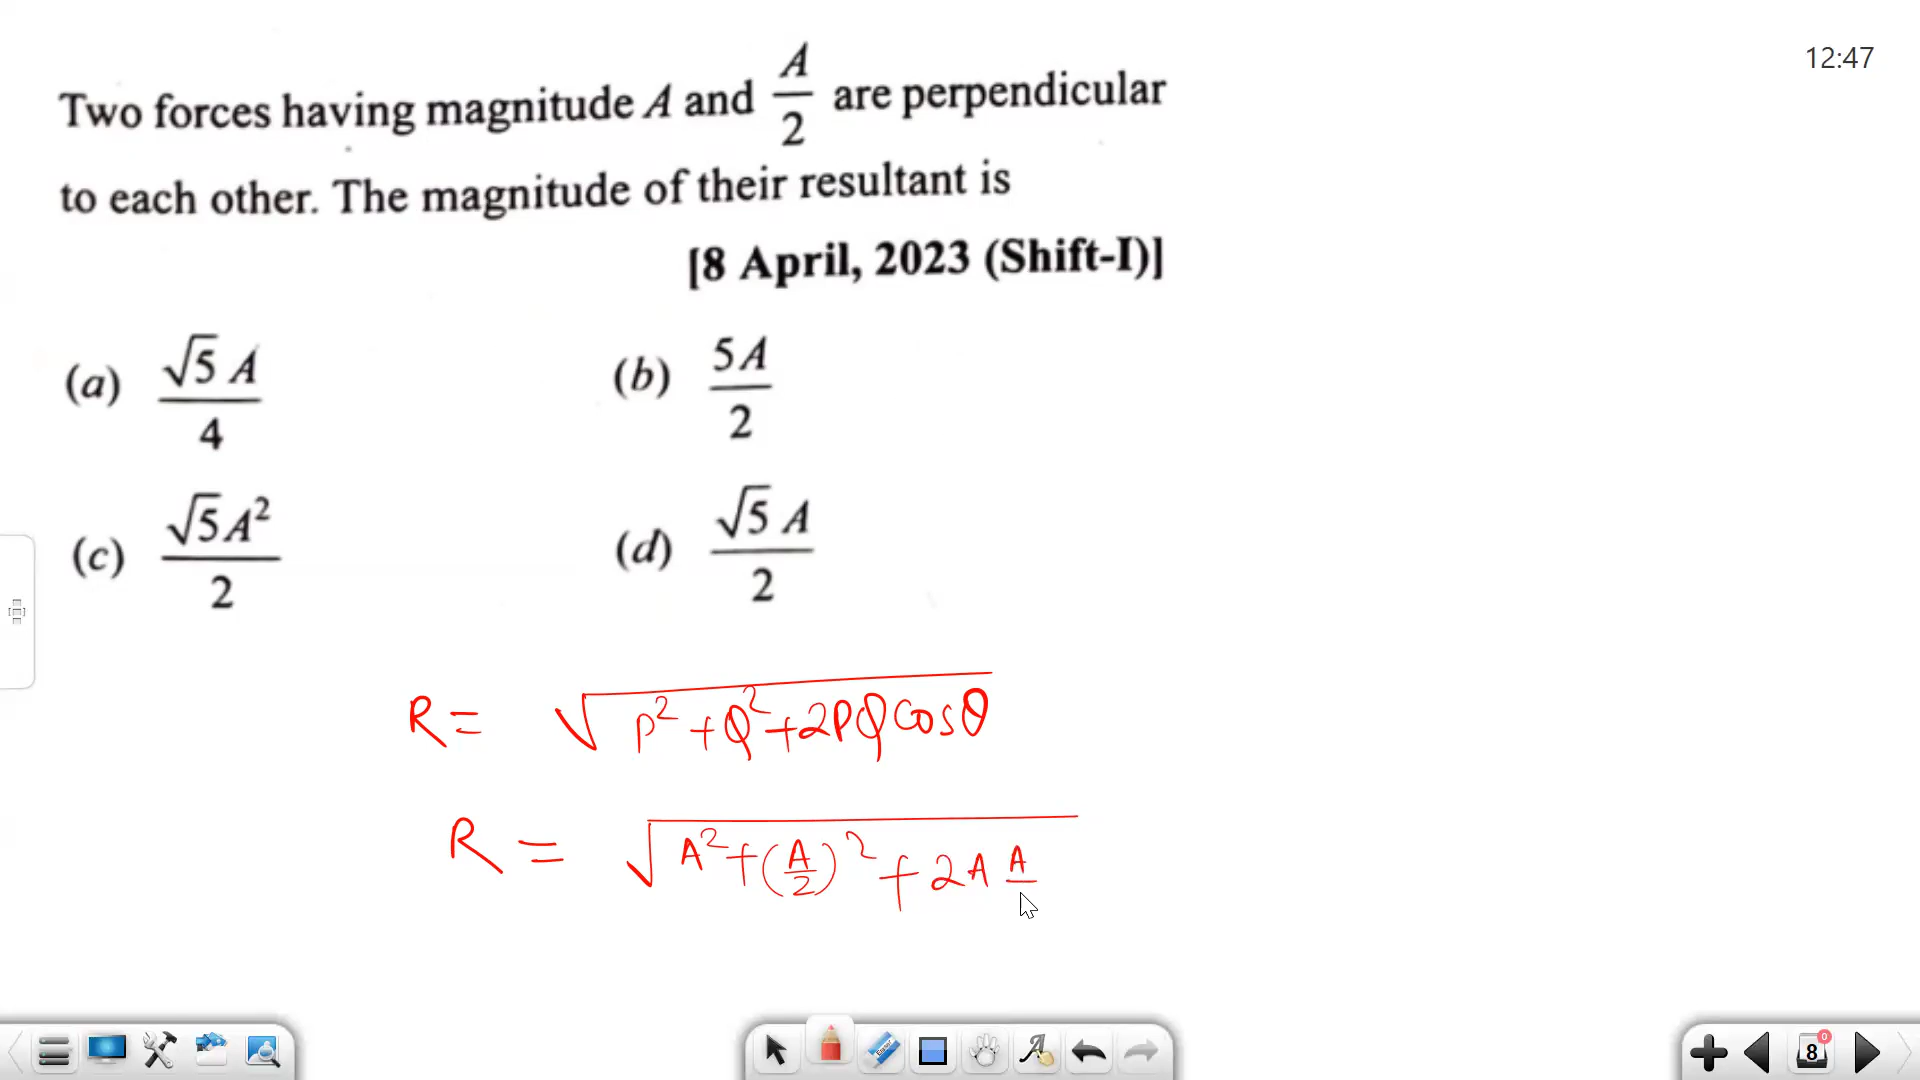 12:47
Two forces having magnitude A and A/2 are perpendicular
to each other. The magnitude of their resultant is
[8 April, 2023 (Shift-I)]
(a) √5 A/4 (b) 5A/2
(c) √5A²/2 (d) √5 A/2
R = √(P² + Q² + 2PQ Cosθ)
R = √(A² + (A/2)² + 2A A/
8
0